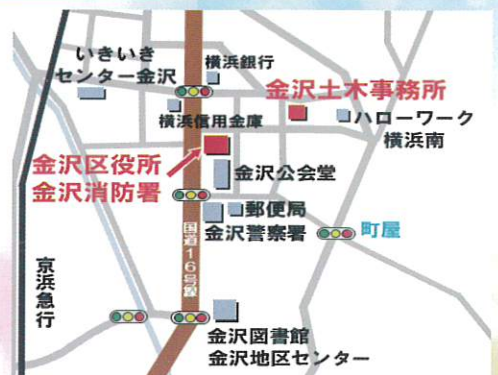 いきいき
センター金沢
横浜銀行
横浜信用金庫
金沢土木事務所
ハローワーク
横浜南
金沢区役所
金沢消防署
金沢公会堂
郵便局
金沢警察署
町屋
国道16号線
京浜急行
金沢図書館
金沢地区センター